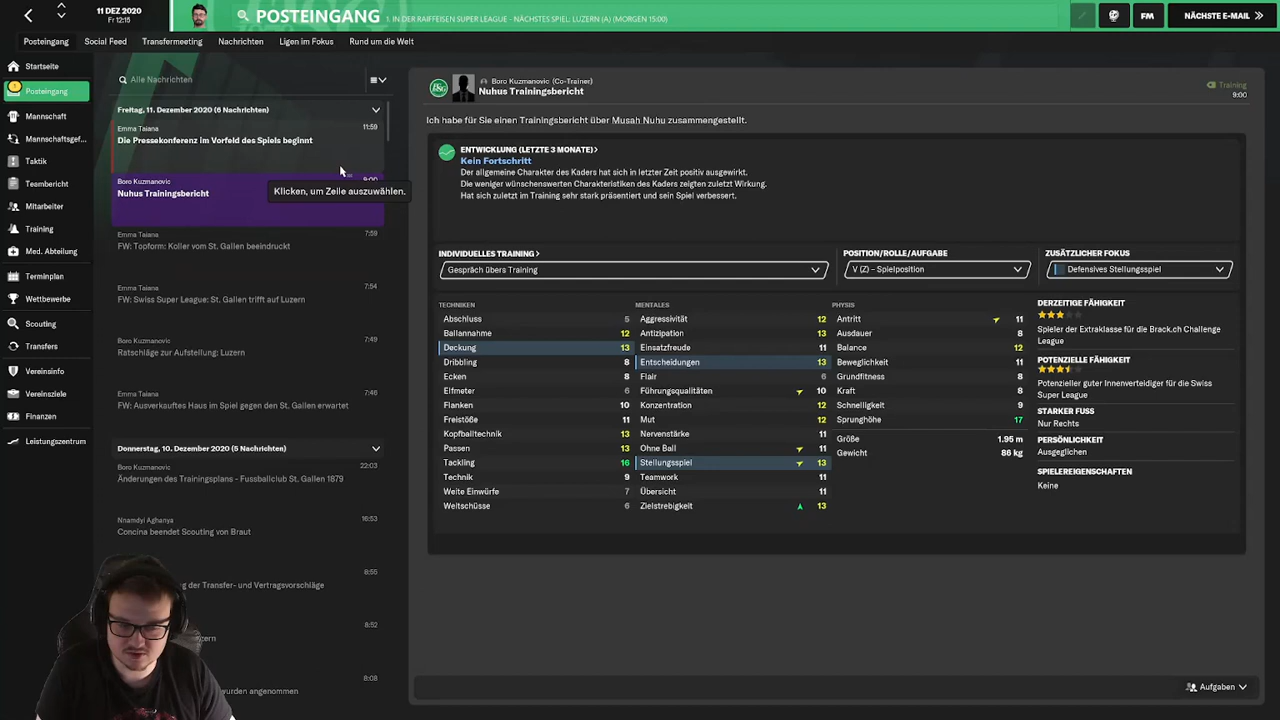 11 DEZ 2020
Fr 12:15
POSTEINGANG
1. IN DER RAIFFEISEN SUPER LEAGUE - NÄCHSTES SPIEL: LUZERN (A) (MORGEN 15:00)
FM
NÄCHSTE E-MAIL
Posteingang
Social Feed
Transfermeeting
Nachrichten
Ligen im Fokus
Rund um die Welt
Startseite
Posteingang
Mannschaft
Mannschaftsgef...
Taktik
Teambericht
Mitarbeiter
Training
Med. Abteilung
Terminplan
Wettbewerbe
Scouting
Transfers
Vereinsinfo
Vereinsziele
Finanzen
Leistungszentrum
Alle Nachrichten
Freitag, 11. Dezember 2020 (6 Nachrichten)
Emma Taiana 11:59
Die Pressekonferenz im Vorfeld des Spiels beginnt
Boro Kuzmanovic 9:00
Nuhus Trainingsbericht
Klicken, um Zeile auszuwählen.
Emma Taiana 7:59
FW: Topform: Koller vom St. Gallen beeindruckt
Emma Taiana 7:54
FW: Swiss Super League: St. Gallen trifft auf Luzern
Boro Kuzmanovic 7:49
Ratschläge zur Aufstellung: Luzern
Emma Taiana 7:46
FW: Ausverkauftes Haus im Spiel gegen den St. Gallen erwartet
Donnerstag, 10. Dezember 2020 (5 Nachrichten)
Boro Kuzmanovic 22:03
Änderungen des Trainingsplans - Fussballclub St. Gallen 1879
Nnamdyi Aghanya 16:53
Concina beendet Scouting von Braut
8:55
der Transfer- und Vertragsvorschläge
8:52
8:08
wurden angenommen
Boro Kuzmanovic (Co-Trainer)
Nuhus Trainingsbericht
Training
9:00
Ich habe für Sie einen Trainingsbericht über Musah Nuhu zusammengestellt.
ENTWICKLUNG (LETZTE 3 MONATE)
Kein Fortschritt
Der allgemeine Charakter des Kaders hat sich in letzter Zeit positiv ausgewirkt.
Die weniger wünschenswerten Charakteristiken des Kaders zeigten zuletzt Wirkung.
Hat sich zuletzt im Training sehr stark präsentiert und sein Spiel verbessert.
INDIVIDUELLES TRAINING
Gespräch übers Training
POSITION/ROLLE/AUFGABE
V (Z) - Spielposition
ZUSÄTZLICHER FOKUS
Defensives Stellungsspiel
TECHNIKEN
Abschluss 5
Ballannahme 12
Deckung 13
Dribbling 8
Ecken 8
Elfmeter 6
Flanken 10
Freistöße 11
Kopfballtechnik 13
Passen 13
Tackling 16
Technik 9
Weite Einwürfe 7
Weitschüsse 6
MENTALES
Aggressivität 12
Antizipation 13
Einsatzfreude 11
Entscheidungen 13
Flair 6
Führungsqualitäten 10
Konzentration 12
Mut 12
Nervenstärke 11
Ohne Ball 11
Stellungsspiel 13
Teamwork 11
Übersicht 11
Zielstrebigkeit 13
PHYSIS
Antritt 11
Ausdauer 8
Balance 12
Beweglichkeit 11
Grundfitness 8
Kraft 8
Schnelligkeit 9
Sprunghöhe 17
Größe 1.95 m
Gewicht 86 kg
DERZEITIGE FÄHIGKEIT
Spieler der Extraklasse für die Brack.ch Challenge
League
POTENZIELLE FÄHIGKEIT
Potenzieller guter Innenverteidiger für die Swiss
Super League
STARKER FUSS
Nur Rechts
PERSÖNLICHKEIT
Ausgeglichen
SPIELEREIGENSCHAFTEN
Keine
Aufgaben